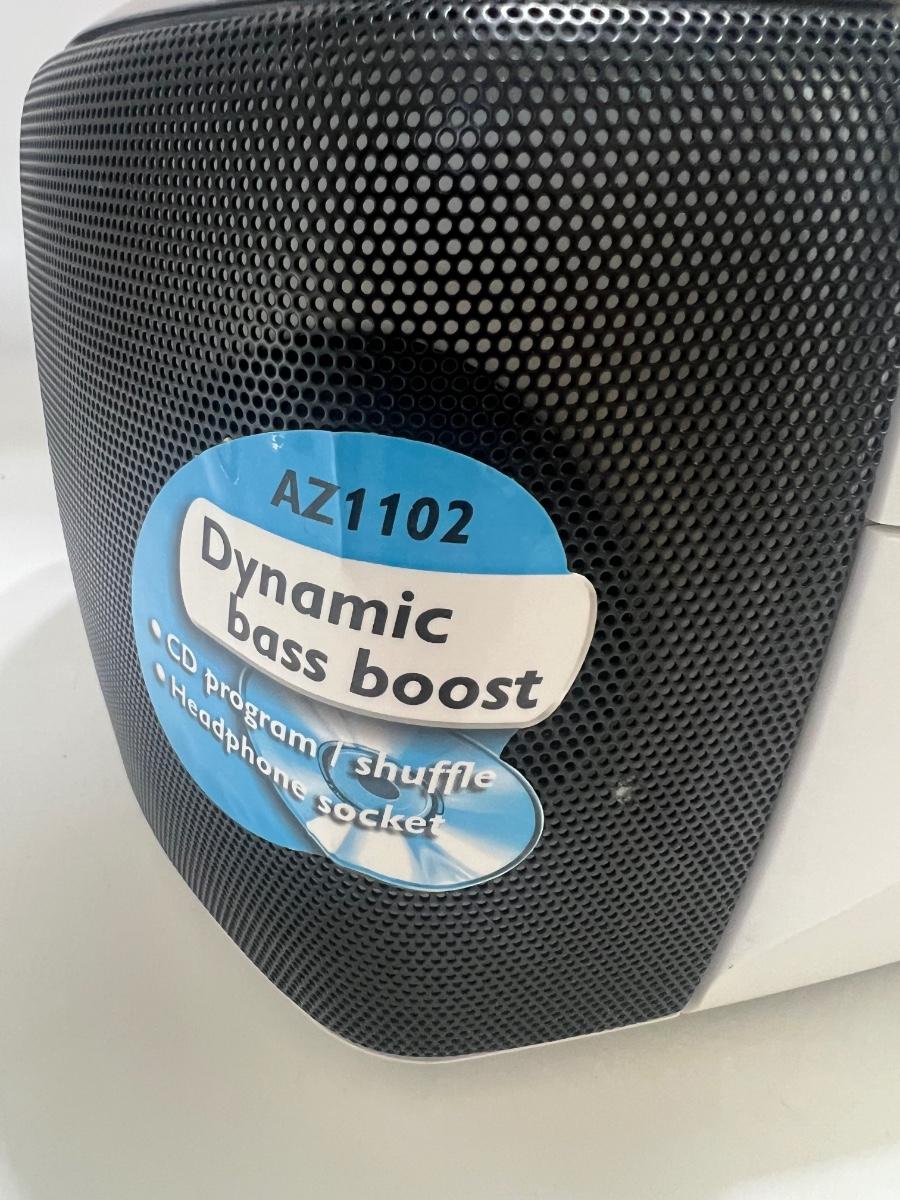 AZ1102
Dynamic
bass boost
• CD program / shuffle
• Headphone socket